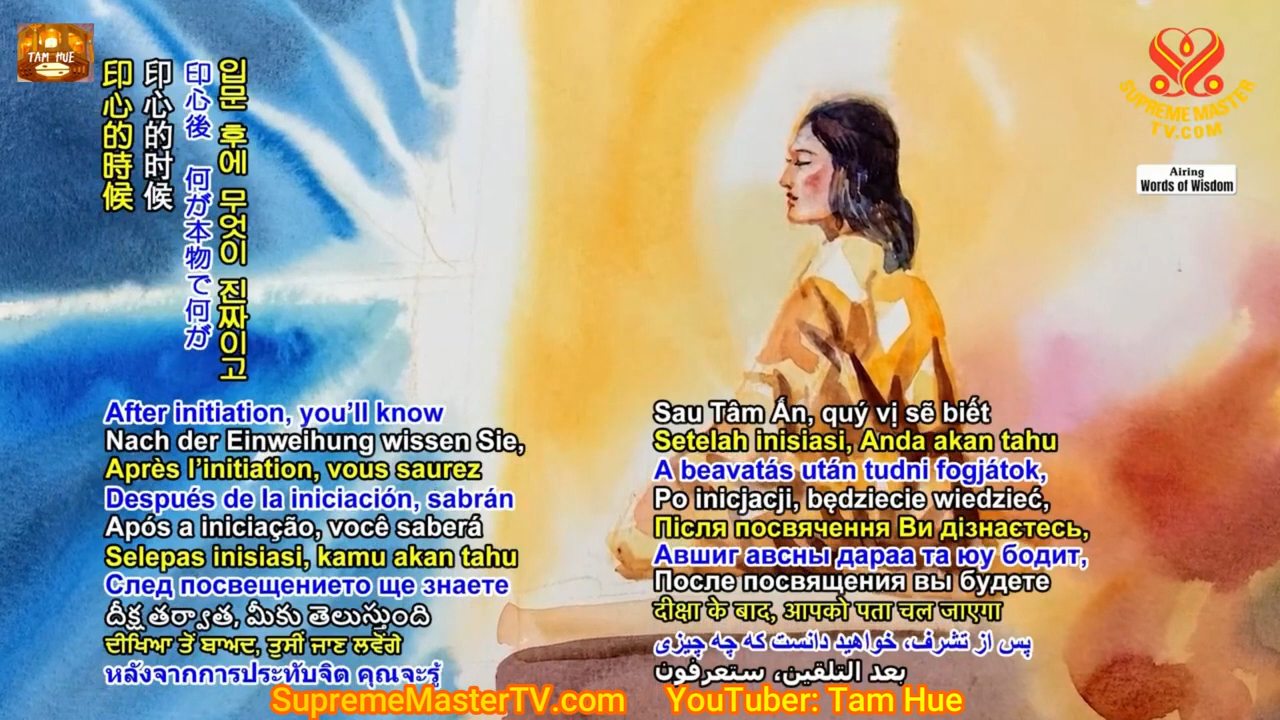 TAM HUE
印心的時候
印心的时候
印心後 何が本物で何が
입문 후에 무엇이 진짜이고
SUPREME MASTER
TV.COM
Airing
Words of Wisdom
After initiation, you’ll know
Nach der Einweihung wissen Sie,
Après l’initiation, vous saurez
Después de la iniciación, sabrán
Após a iniciação, você saberá
Selepas inisiasi, kamu akan tahu
След посвещението ще знаете
దీక్ష తర్వాత, మీకు తెలుస్తుంది
ਦੀਖਿਆ ਤੋਂ ਬਾਅਦ, ਤੁਸੀਂ ਜਾਣ ਲਵੋਂਗੇ
หลังจากการประทับจิต คุณจะรู้
Sau Tâm Ấn, quý vị sẽ biết
Setelah inisiasi, Anda akan tahu
A beavatás után tudni fogjátok,
Po inicjacji, będziecie wiedzieć,
Після посвячення Ви дізнаєтесь,
Авшиг авсны дараа та юу бодит,
После посвящения вы будете
दीक्षा के बाद, आपको पता चल जाएगा
پس از تشرف، خواهید دانست که چه چیزی
بعد التلقين، ستعرفون
SupremeMasterTV.com YouTuber: Tam Hue